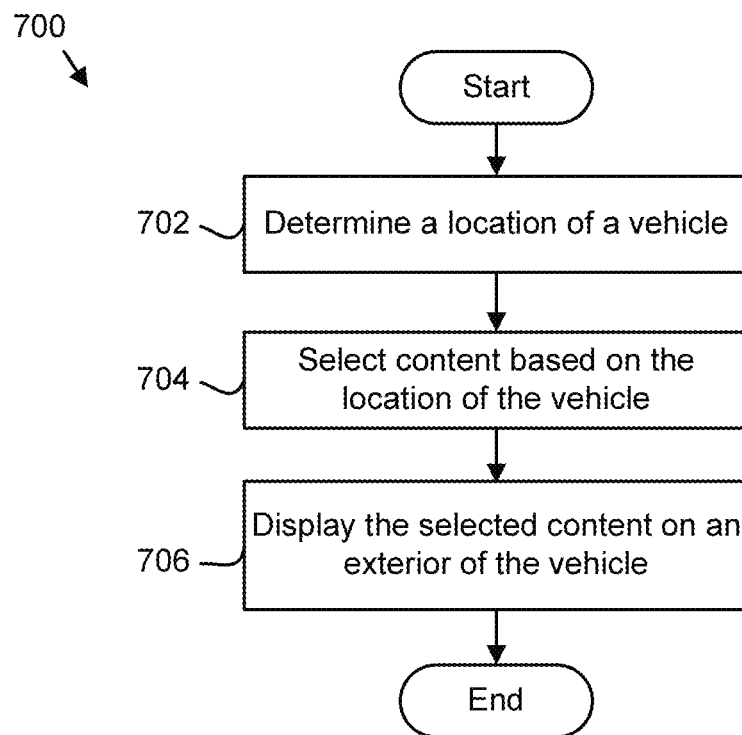 700
Start
702
Determine a location of a vehicle
704
Select content based on the
location of the vehicle
706
Display the selected content on an
exterior of the vehicle
End